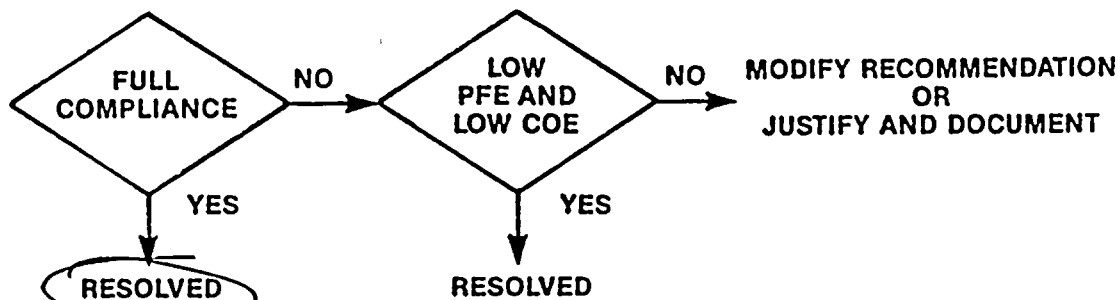 FULL
COMPLIANCE
NO
LOW
PFE AND
LOW COE
NO
MODIFY RECOMMENDATION
OR
JUSTIFY AND DOCUMENT
YES
YES
RESOLVED
RESOLVED